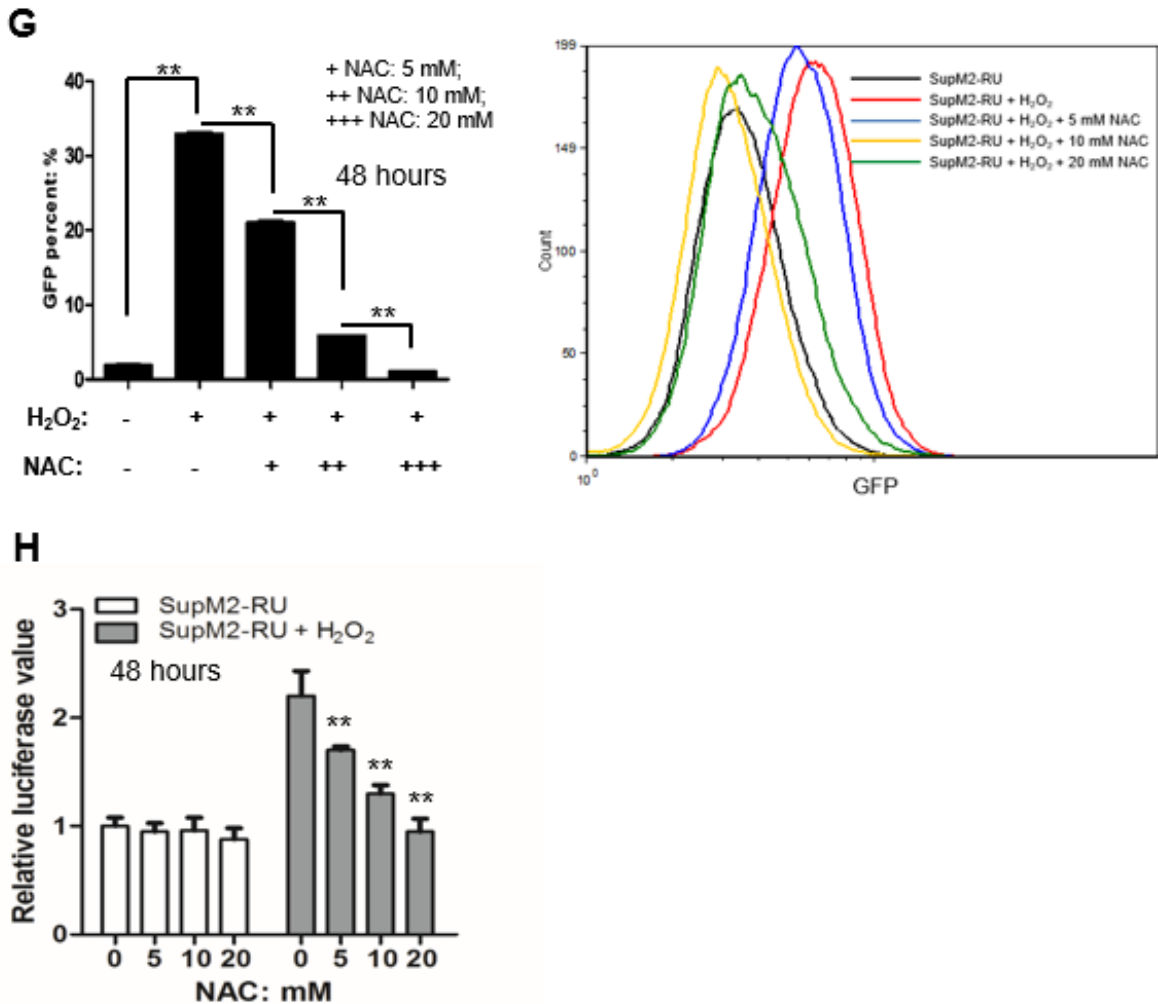 G
**
**
**
**
+ NAC: 5 mM;
++ NAC: 10 mM;
+++ NAC: 20 mM
48 hours
GFP percent: %
40
30
20
10
0
H₂O₂: - + + + +
NAC: - - + ++ +++
199
149
100
50
0
Count
10⁰
GFP
SupM2-RU
SupM2-RU + H₂O₂
SupM2-RU + H₂O₂ + 5 mM NAC
SupM2-RU + H₂O₂ + 10 mM NAC
SupM2-RU + H₂O₂ + 20 mM NAC
H
SupM2-RU
SupM2-RU + H₂O₂
48 hours
Relative luciferase value
3
2
1
0
**
**
**
0 5 10 20 0 5 10 20
NAC: mM